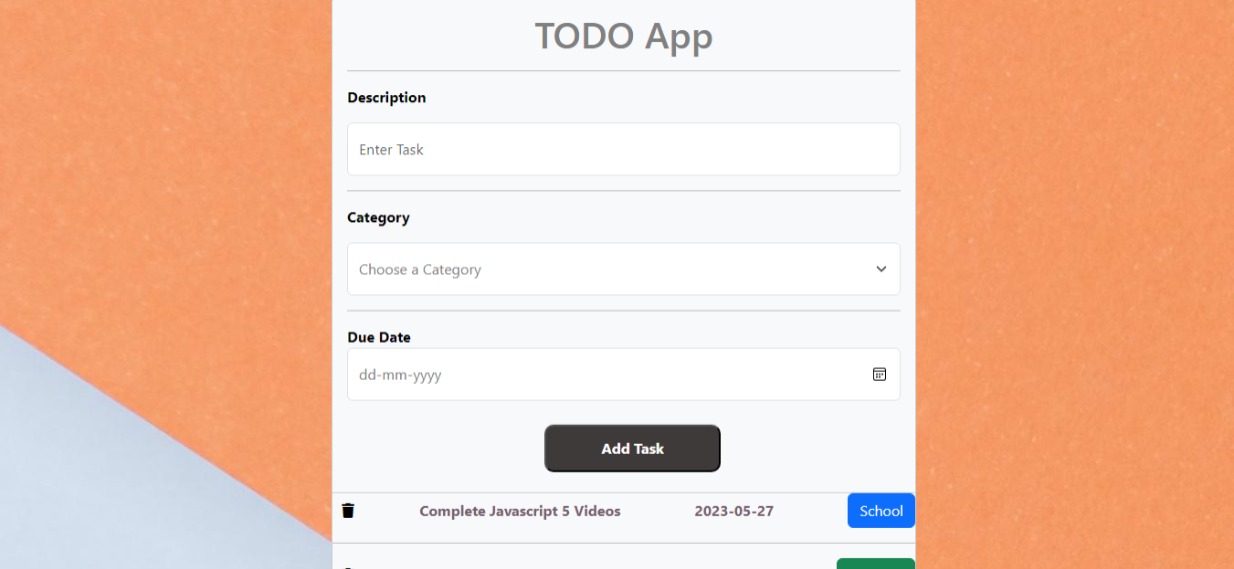 TODO App
Description
Enter Task
Category
Choose a Category
Due Date
dd-mm-yyyy
Add Task
Complete Javascript 5 Videos 2023-05-27 School